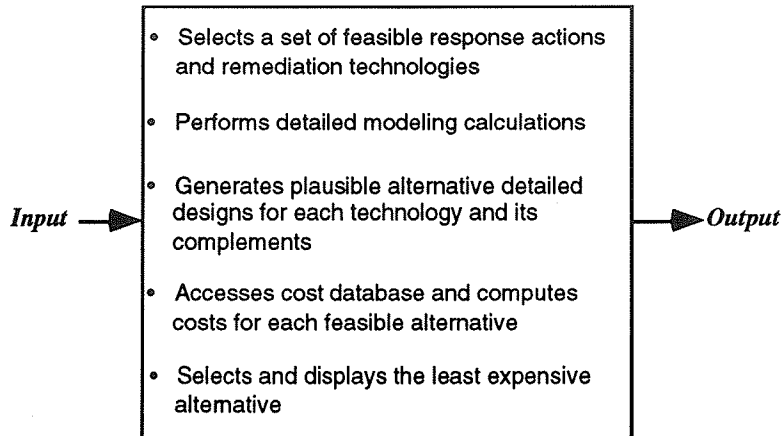 • Selects a set of feasible response actions
and remediation technologies
• Performs detailed modeling calculations
• Generates plausible alternative detailed
designs for each technology and its
complements
Input
Output
• Accesses cost database and computes
costs for each feasible alternative
• Selects and displays the least expensive
alternative